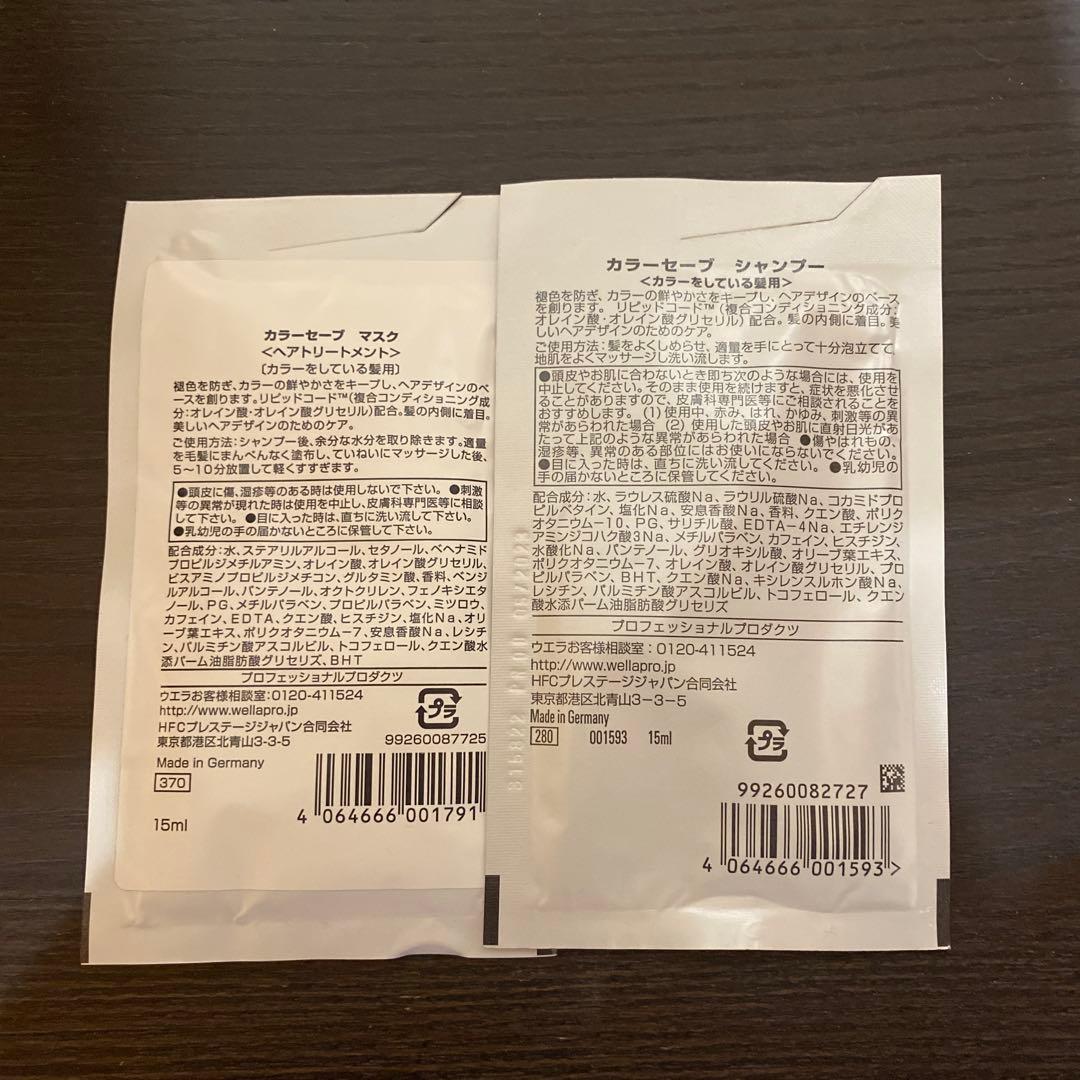 カラーセーブ マスク
<ヘアトリートメント>
〔カラーをしている髪用〕
褪色を防ぎ、カラーの鮮やかさをキープし、ヘアデザインのベ
ースを創ります。リピッドコード™(複合コンディショニング成
分:オレイン酸・オレイン酸グリセリル)配合。髪の内側に着目。
美しいヘアデザインのためのケア。
ご使用方法:シャンプー後、余分な水分を取り除きます。適量
を毛髪にまんべんなく塗布し、ていねいにマッサージした後、
5〜10分放置して軽くすすぎます。
●頭皮に傷、湿疹等のある時は使用しないで下さい。 ●刺激
等の異常が現れた時は使用を中止し、皮膚科専門医等に相談
して下さい。 ●目に入った時は、直ちに洗い流して下さい。
●乳幼児の手の届かないところに保管して下さい。
配合成分:水、ステアリルアルコール、セタノール、ベヘナミド
プロピルジメチルアミン、オレイン酸、オレイン酸グリセリル、
ビスアミノプロピルジメチコン、グルタミン酸、香料、ベンジ
ルアルコール、パンテノール、オクトクリレン、フェノキシエタ
ノール、PG、メチルパラベン、プロピルパラベン、ミツロウ、
カフェイン、EDTA、クエン酸、ヒスチジン、塩化Na、オリ
ーブ葉エキス、ポリクオタニウム-7、安息香酸Na、レシチ
ン、パルミチン酸アスコルビル、トコフェロール、クエン酸水
添パーム油脂肪酸グリセリズ、BHT
プロフェッショナルプロダクツ
ウエラお客様相談室:0120-411524
http://www.wellapro.jp
HFCプレステージジャパン合同会社
東京都港区北青山3-3-5
Made in Germany
370
15ml
プラ
99260087725
4 064666 001791
カラーセーブ シャンプー
<カラーをしている髪用>
褪色を防ぎ、カラーの鮮やかさをキープし、ヘアデザインのベース
を創ります。 リピッドコード™(複合コンディショニング成分:
オレイン酸・オレイン酸グリセリル)配合。髪の内側に着目。美
しいヘアデザインのためのケア。
ご使用方法:髪をよくしめらせ、適量を手にとって十分泡立てて
地肌をよくマッサージし洗い流します。
●頭皮やお肌に合わないとき即ち次のような場合には、使用を
中止してください。そのまま使用を続けますと、症状を悪化させ
ることがありますので、皮膚科専門医等にご相談されることを
おすすめします。 (1)使用中、赤み、はれ、かゆみ、刺激等の異
常があらわれた場合 (2)使用した頭皮やお肌に直射日光があ
たって上記のような異常があらわれた場合 ●傷やはれもの、
湿疹等、異常のある部位にはお使いにならないでください。
●目に入った時は、直ちに洗い流してください。 ●乳幼児の
手の届かないところに保管してください。
配合成分:水、ラウレス硫酸Na、ラウリル硫酸Na、コカミドプロ
ピルベタイン、塩化Na、安息香酸Na、香料、クエン酸、ポリク
オタニウム-10、PG、サリチル酸、EDTA-4Na、エチレンジ
アミンジコハク酸3Na、メチルパラベン、カフェイン、ヒスチジン、
水酸化Na、パンテノール、グリオキシル酸、オリーブ葉エキス、
ポリクオタニウム-7、オレイン酸、オレイン酸グリセリル、プロ
ピルパラベン、BHT、クエン酸Na、キシレンスルホン酸Na、
レシチン、パルミチン酸アスコルビル、トコフェロール、クエン
酸水添パーム油脂肪酸グリセリズ
プロフェッショナルプロダクツ
ウエラお客様相談室:0120-411524
http://www.wellapro.jp
HFCプレステージジャパン合同会社
東京都港区北青山3-3-5
Made in Germany
280 001593 15ml
プラ
99260082727
4 064666 001593>